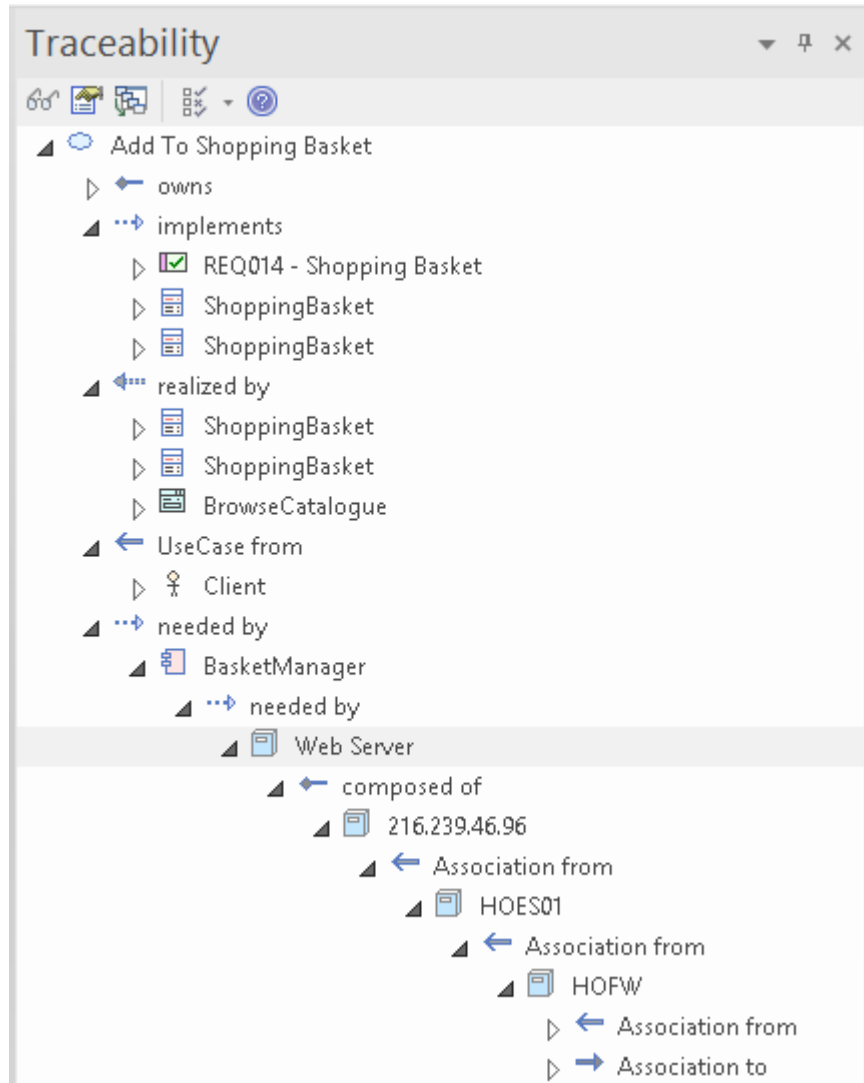 Traceability
Add To Shopping Basket
owns
implements
REQ014 - Shopping Basket
ShoppingBasket
ShoppingBasket
realized by
ShoppingBasket
ShoppingBasket
BrowseCatalogue
UseCase from
Client
needed by
BasketManager
needed by
Web Server
composed of
216.239.46.96
Association from
HOES01
Association from
HOFW
Association from
Association to